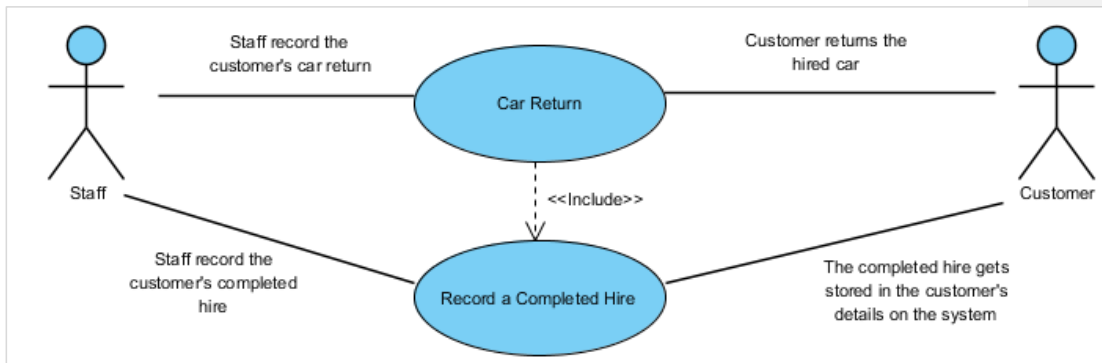 Staff record the
customer's car return
Customer returns the
hired car
Car Return
Staff
<<Include>>
Customer
Staff record the
customer's completed
hire
Record a Completed Hire
The completed hire gets
stored in the customer's
details on the system